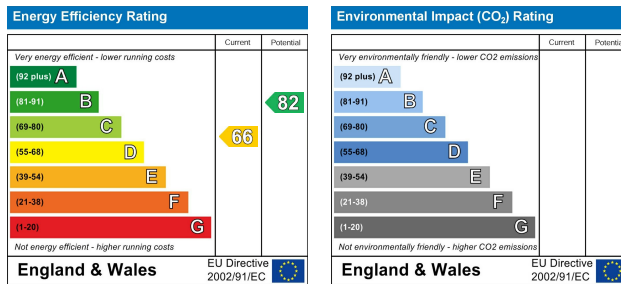 Energy Efficiency Rating
Current Potential
Very energy efficient - lower running costs
(92 plus) A
(81-91) B
82
(69-80) C
66
(55-68) D
(39-54) E
(21-38) F
(1-20) G
Not energy efficient - higher running costs
England & Wales
EU Directive
2002/91/EC
Environmental Impact (CO₂) Rating
Current Potential
Very environmentally friendly - lower CO2 emissions
(92 plus) A
(81-91) B
(69-80) C
(55-68) D
(39-54) E
(21-38) F
(1-20) G
Not environmentally friendly - higher CO2 emissions
England & Wales
EU Directive
2002/91/EC